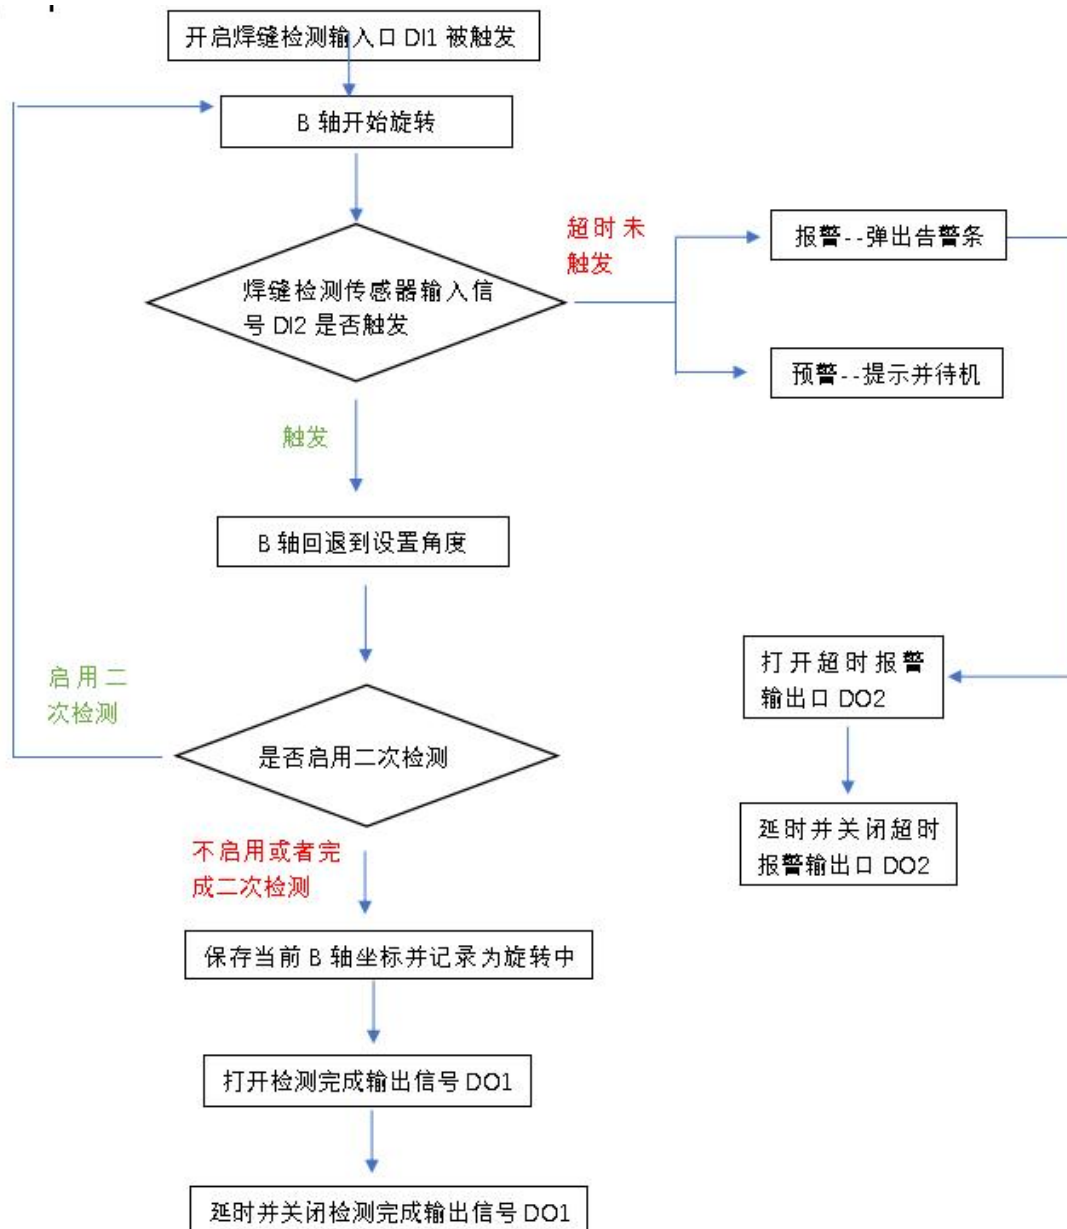 开启焊缝检测输入口 DI1 被触发
B 轴开始旋转
超时未
触发
报警--弹出告警条
焊缝检测传感器输入信
号 DI2 是否触发
预警--提示并待机
触发
B 轴回退到设置角度
启用二
次检测
打开超时报警
输出口 DO2
是否启用二次检测
延时并关闭超时
报警输出口 DO2
不启用或者完
成二次检测
保存当前 B 轴坐标并记录为旋转中
打开检测完成输出信号 DO1
延时并关闭检测完成输出信号 DO1